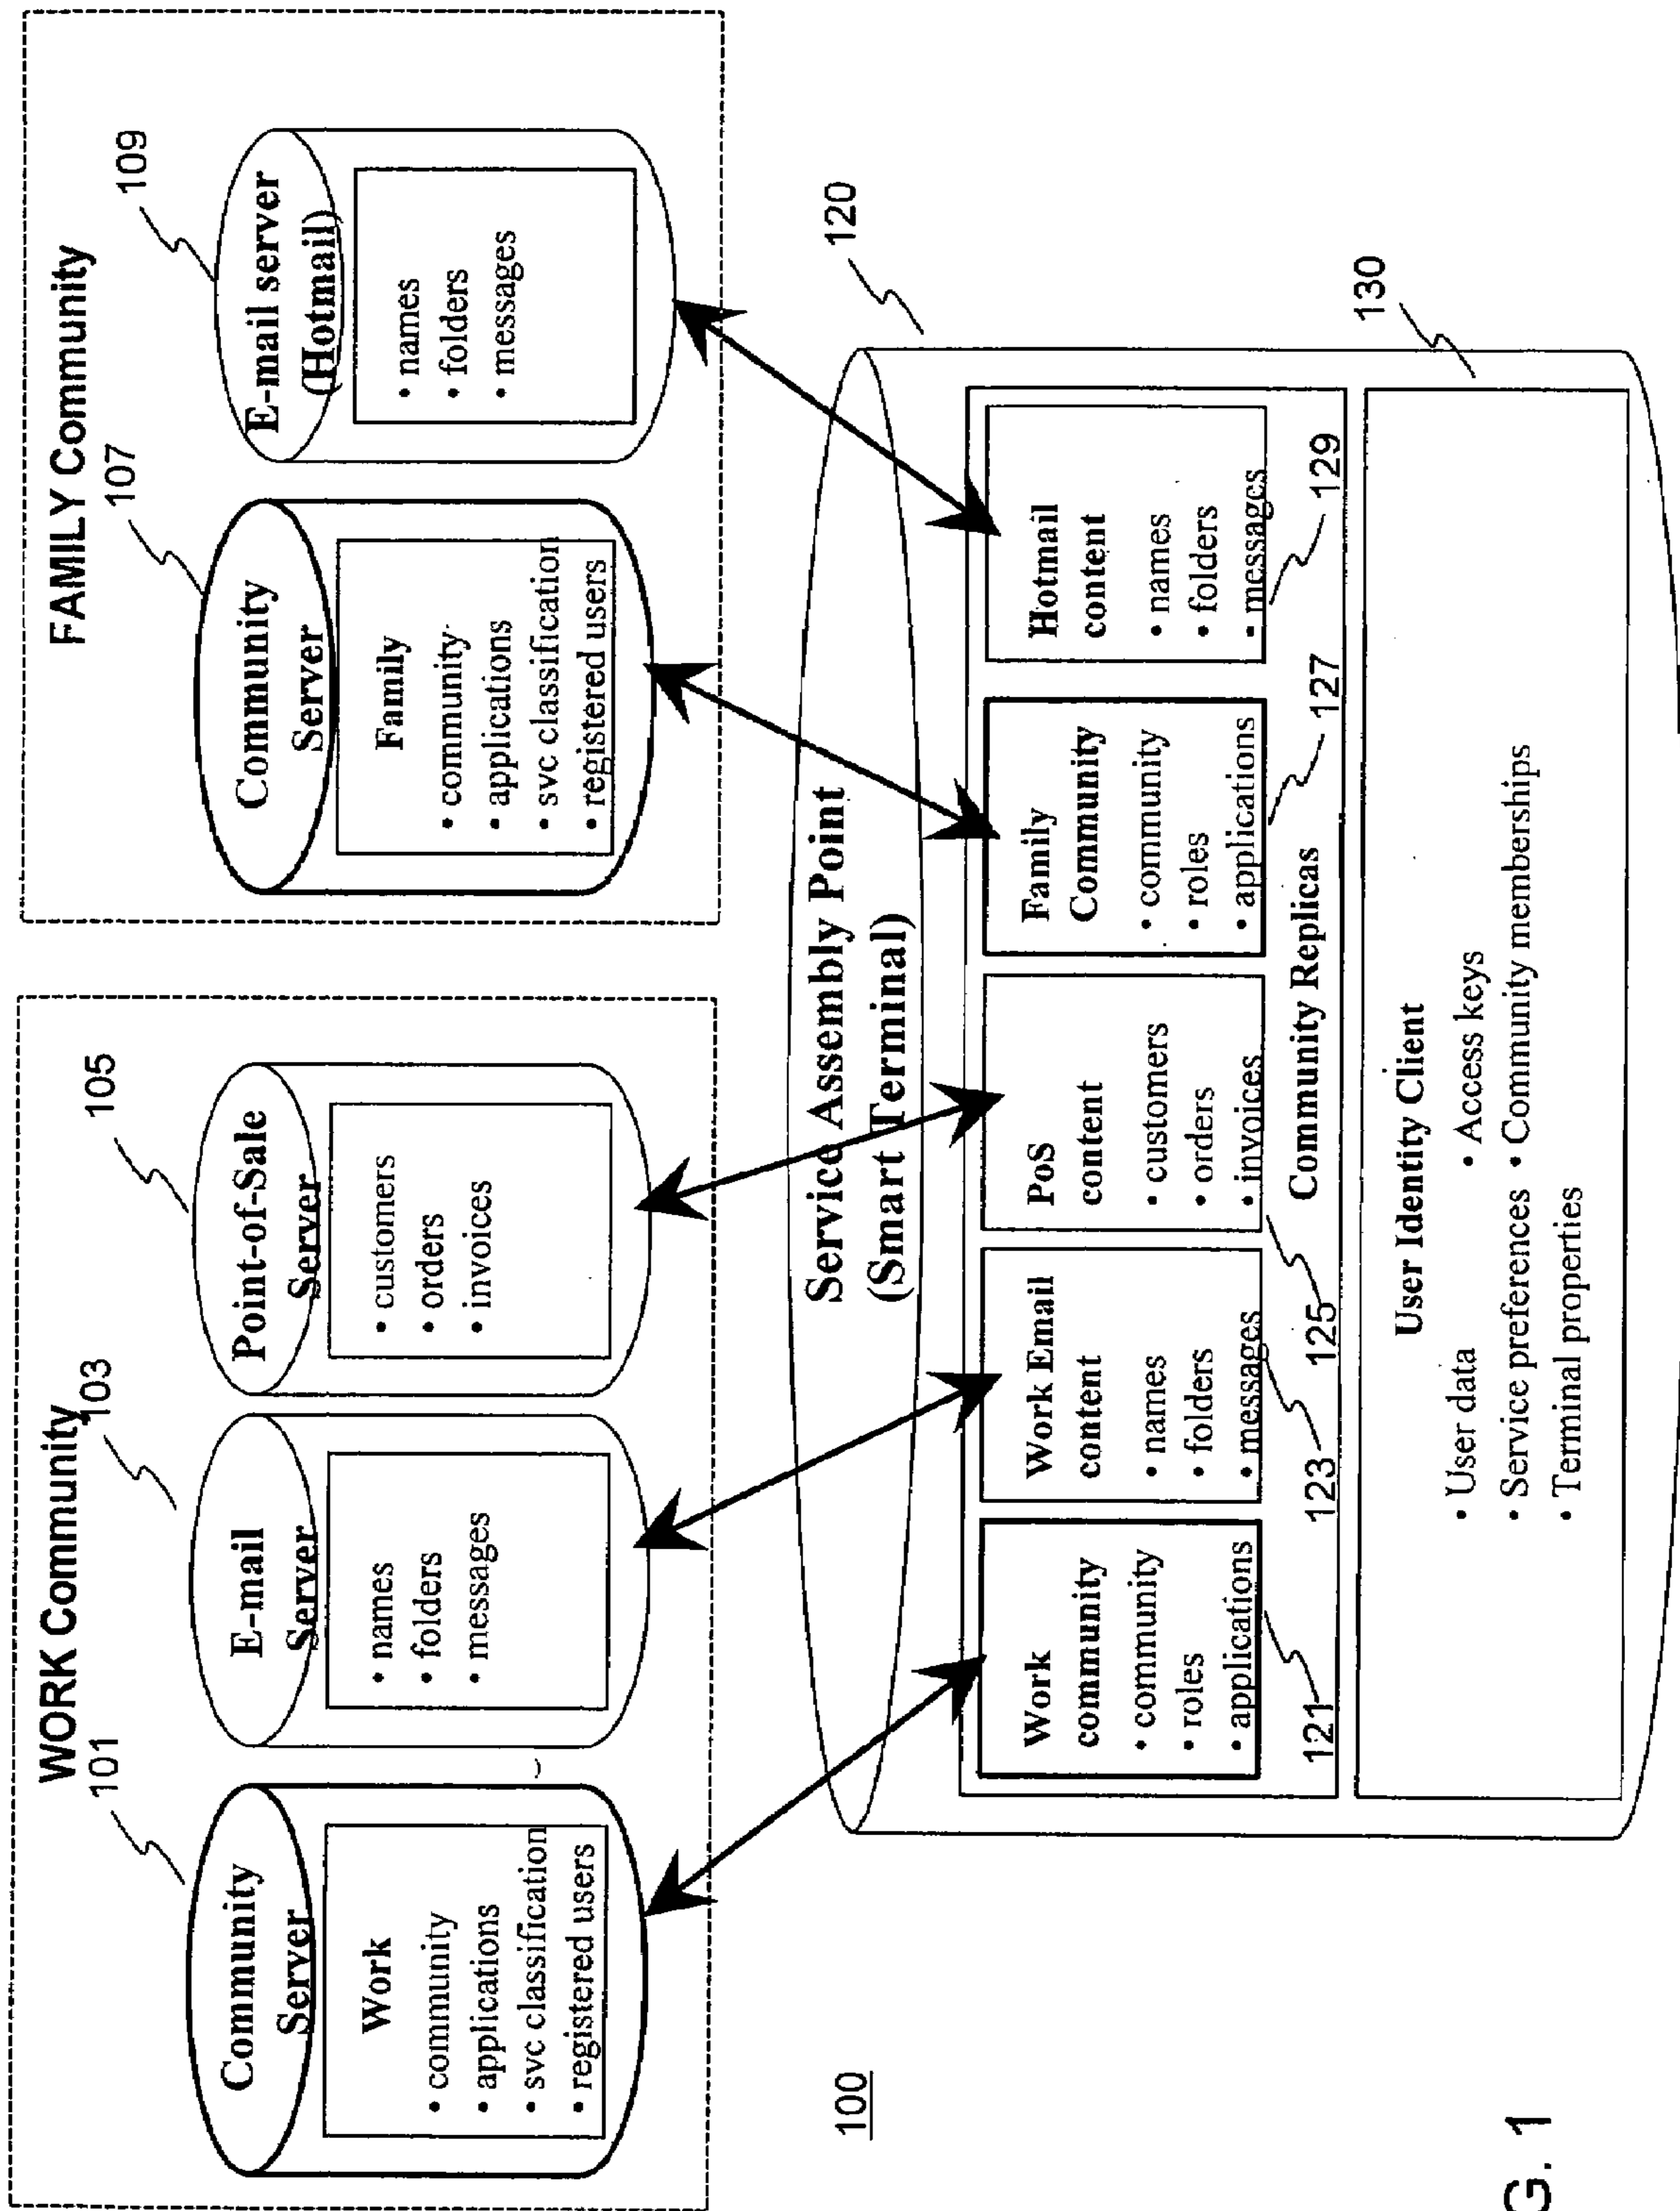 WORK Community
101
Community
Server
Work
• community
• applications
• svc classification
• registered users
103
E-mail
Server
• names
• folders
• messages
105
Point-of-Sale
Server
• customers
• orders
• invoices
FAMILY Community
107
Community
Server
Family
• community
• applications
• svc classification
• registered users
109
E-mail server
(Hotmail)
• names
• folders
• messages
100
120
Service Assembly Point
(Smart Terminal)
Work
community
• community
• roles
• applications
121
Work Email
content
• names
• folders
• messages
123
PoS
content
• customers
• orders
• invoices
125
Family
Community
• community
• roles
• applications
127
Hotmail
content
• names
• folders
• messages
129
Community Replicas
130
User Identity Client
• User data
• Access keys
• Service preferences
• Community memberships
• Terminal properties
G. 1